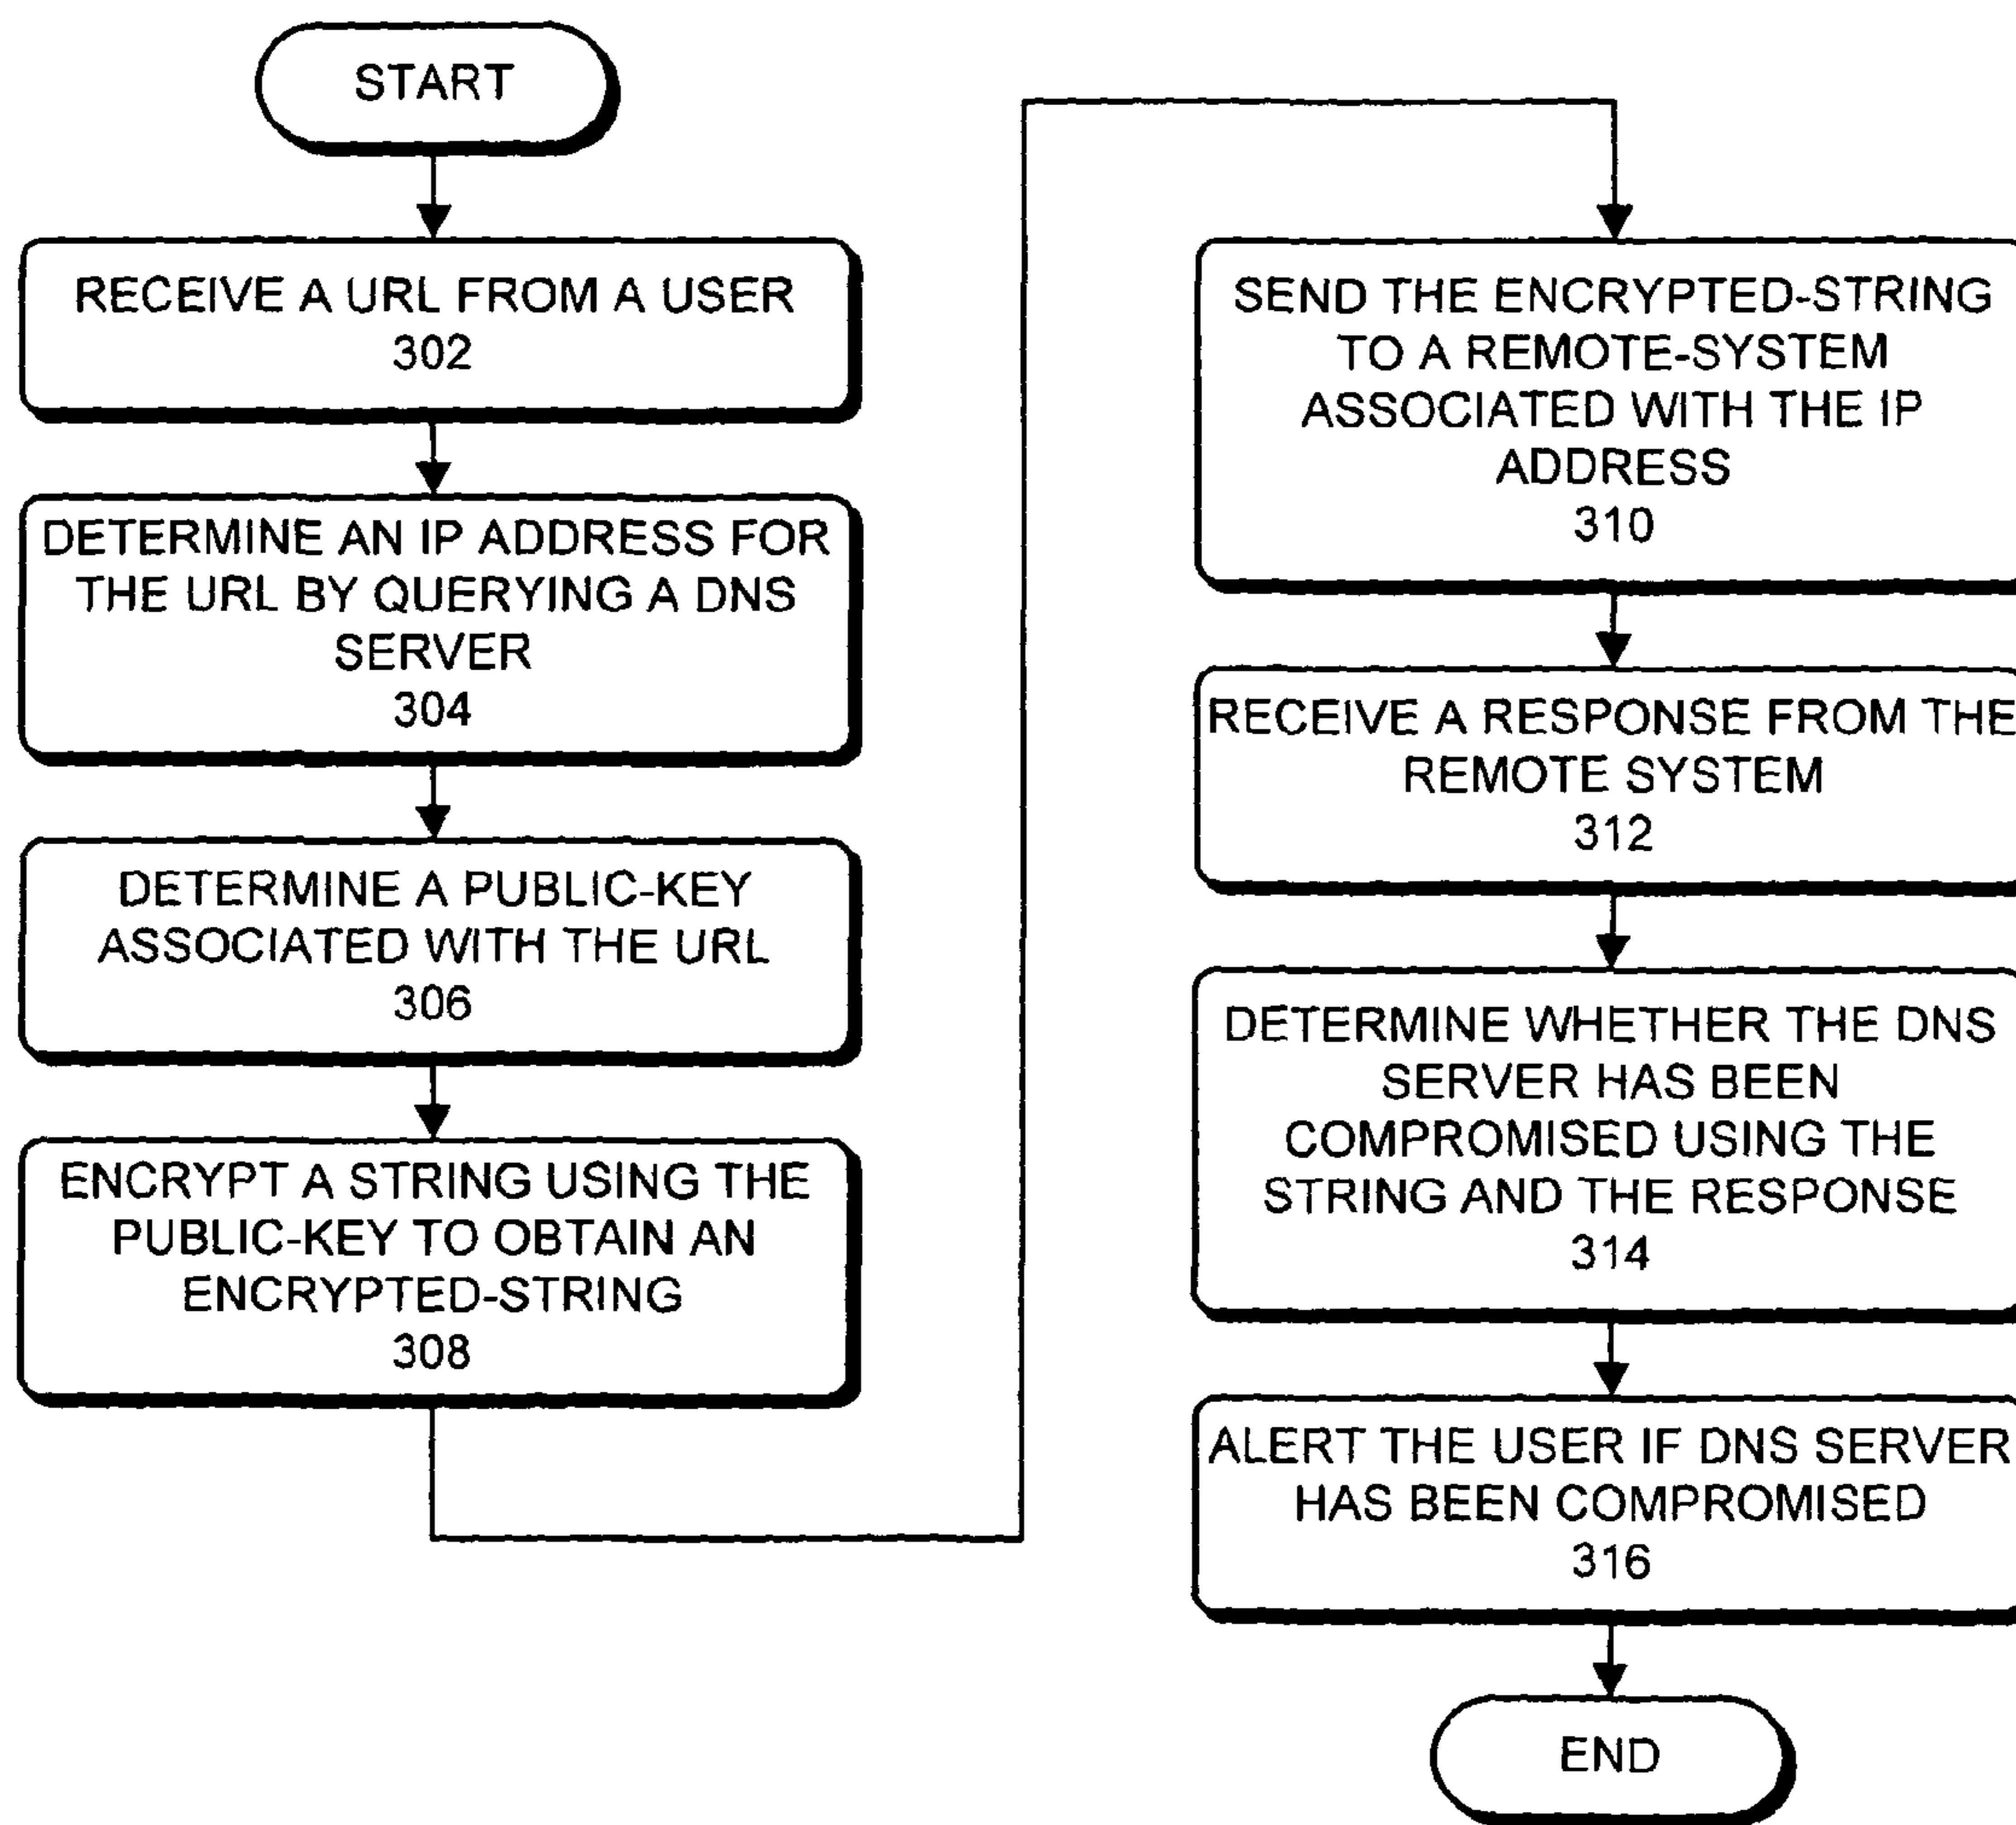 START
RECEIVE A URL FROM A USER
302
DETERMINE AN IP ADDRESS FOR
THE URL BY QUERYING A DNS
SERVER
304
DETERMINE A PUBLIC-KEY
ASSOCIATED WITH THE URL
306
ENCRYPT A STRING USING THE
PUBLIC-KEY TO OBTAIN AN
ENCRYPTED-STRING
308
SEND THE ENCRYPTED-STRING
TO A REMOTE-SYSTEM
ASSOCIATED WITH THE IP
ADDRESS
310
RECEIVE A RESPONSE FROM THE
REMOTE SYSTEM
312
DETERMINE WHETHER THE DNS
SERVER HAS BEEN
COMPROMISED USING THE
STRING AND THE RESPONSE
314
ALERT THE USER IF DNS SERVER
HAS BEEN COMPROMISED
316
END